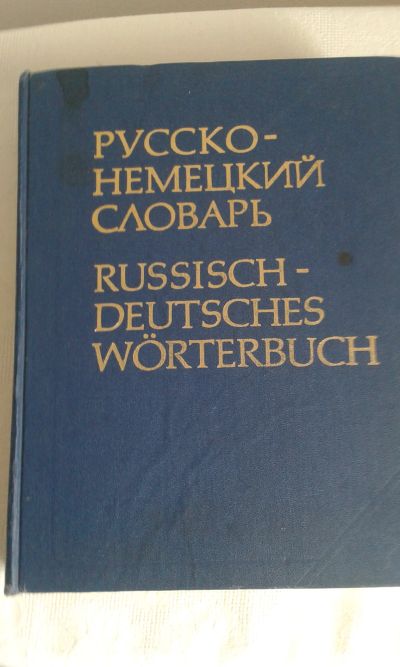 РУССКО-
НЕМЕЦКИЙ
СЛОВАРЬ
RUSSISCH-
DEUTSCHES
WÖRTERBUCH